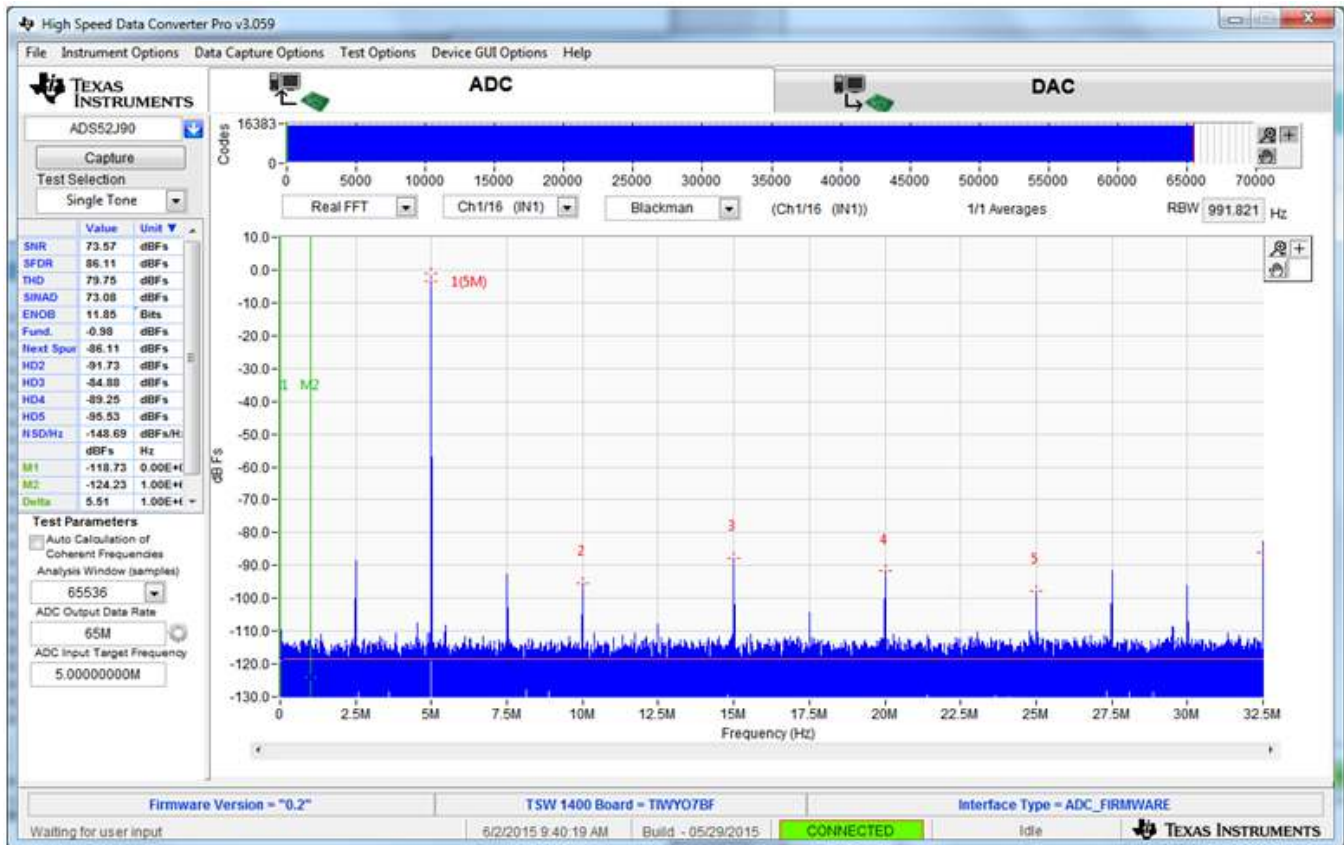 High Speed Data Converter Pro v3.059
File Instrument Options Data Capture Options Test Options Device GUI Options Help
TEXAS INSTRUMENTS
ADC
DAC
ADS52J90
Capture
Test Selection
Single Tone
Codes
16383
0
0 5000 10000 15000 20000 25000 30000 35000 40000 45000 50000 55000 60000 65000 70000
Real FFT Ch1/16 (IN1) Blackman (Ch1/16 (IN1)) 1/1 Averages RBW 991.821 Hz
Value Unit
SNR 73.57 dBFs
SFDR 86.11 dBFs
THD 79.75 dBFs
SINAD 73.08 dBFs
ENOB 11.85 Bits
Fund. -0.98 dBFs
Next Spur -86.11 dBFs
HD2 -91.73 dBFs
HD3 -84.88 dBFs
HD4 -89.25 dBFs
HD5 -95.53 dBFs
NSD/Hz -148.69 dBFs/H
dBFs Hz
M1 -118.73 0.00E+
M2 -124.23 1.00E+
Delta 5.51 1.00E+
Test Parameters
Auto Calculation of
Coherent Frequencies
Analysis Window (samples)
65536
ADC Output Data Rate
65M
ADC Input Target Frequency
5.00000000M
dB Fs
10.0
0.0
-10.0
-20.0
-30.0
-40.0
-50.0
-60.0
-70.0
-80.0
-90.0
-100.0
-110.0
-120.0
-130.0
1(5M)
1 M2
2
3
4
5
0 2.5M 5M 7.5M 10M 12.5M 15M 17.5M 20M 22.5M 25M 27.5M 30M 32.5M
Frequency (Hz)
Firmware Version = "0.2" TSW 1400 Board = TIWYO7BF Interface Type = ADC_FIRMWARE
Waiting for user input 6/2/2015 9:40:19 AM Build - 05/29/2015 CONNECTED Idle TEXAS INSTRUMENTS